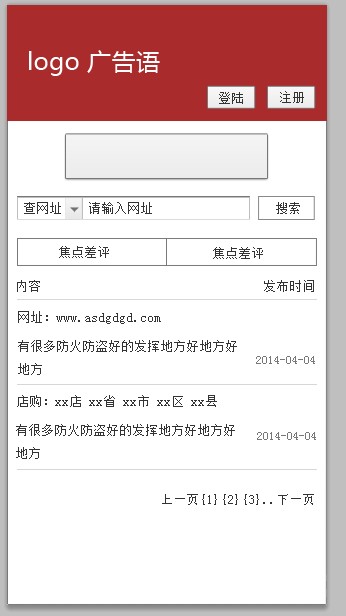 logo 广告语
登陆 注册
查网址 请输入网址 搜索
焦点差评 焦点差评
内容 发布时间
网址：www.asdgdgd.com
有很多防火防盗好的发挥地方好地方好
地方 2014-04-04
店购：xx店 xx省 xx市 xx区 xx县
有很多防火防盗好的发挥地方好地方好
地方 2014-04-04
上一页{1}{2}{3}..下一页